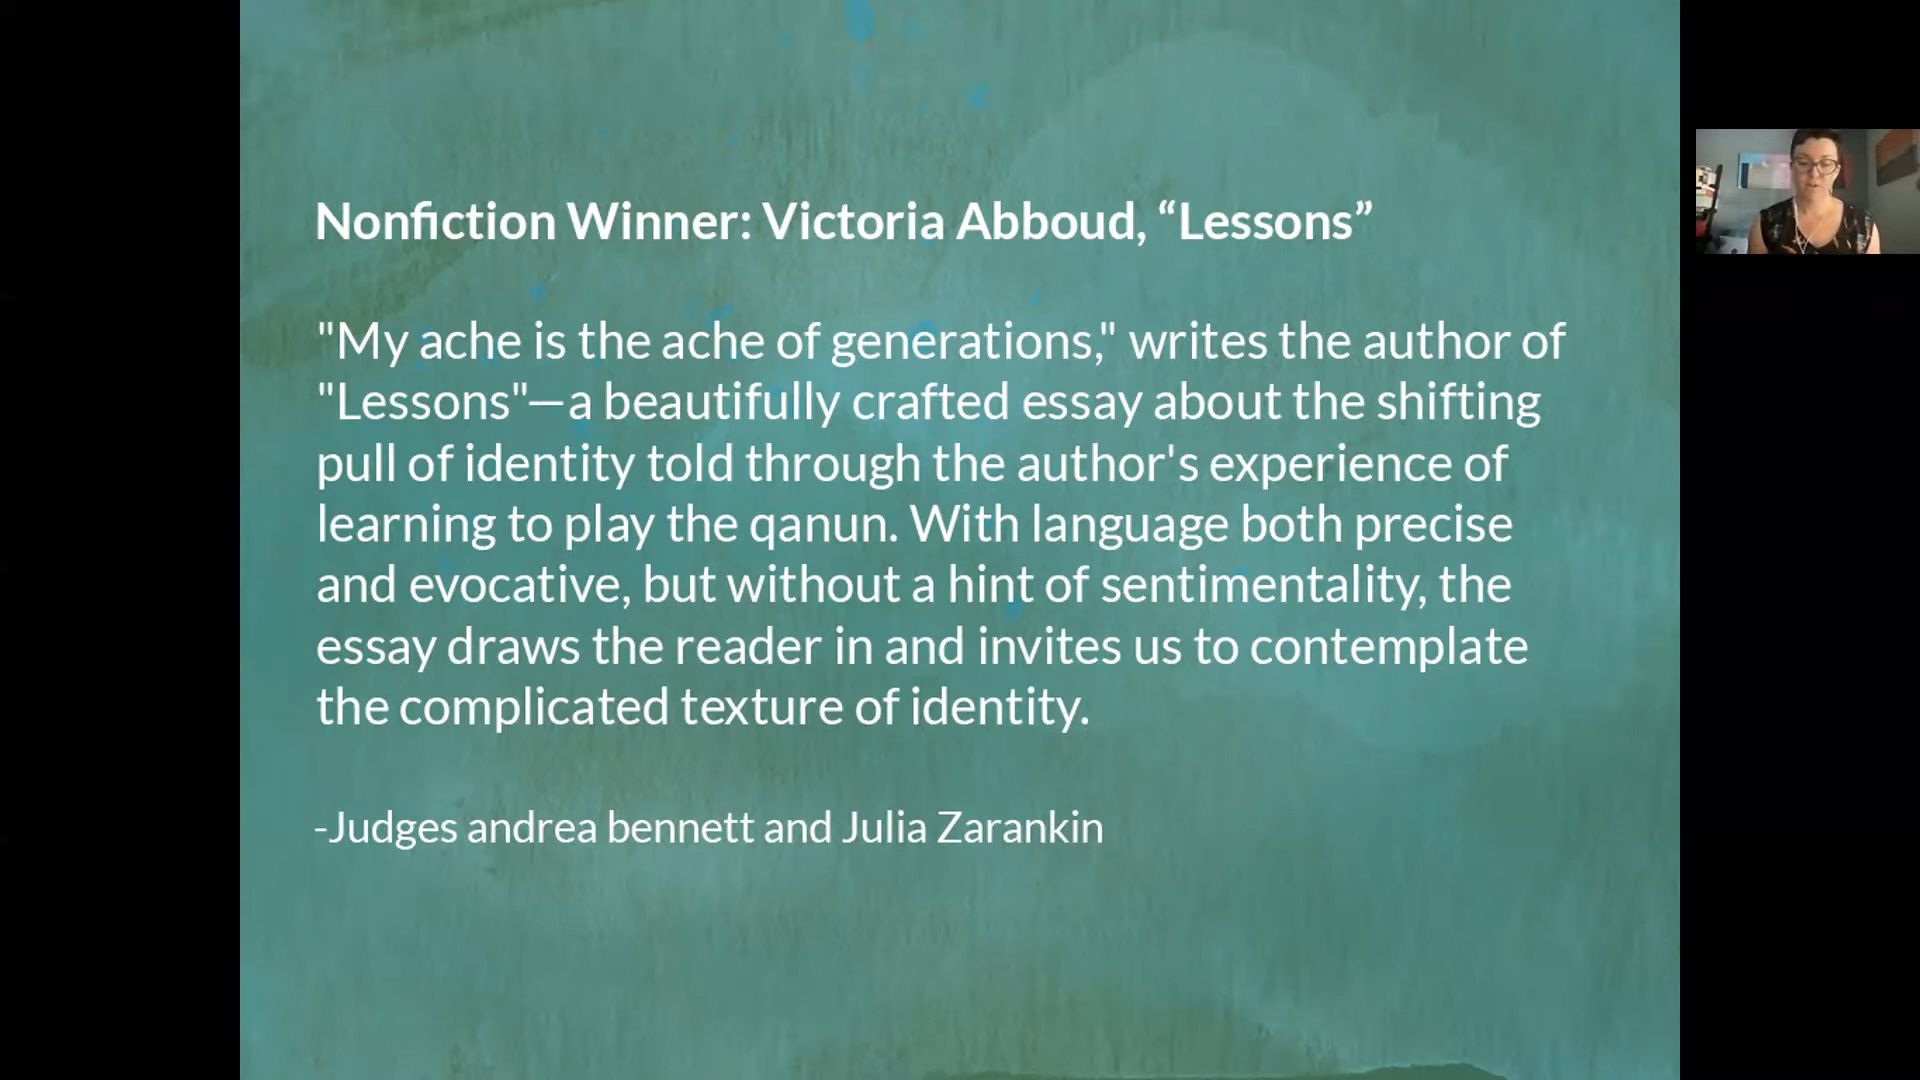 Nonfiction Winner: Victoria Abboud, “Lessons”
"My ache is the ache of generations," writes the author of
"Lessons"—a beautifully crafted essay about the shifting
pull of identity told through the author's experience of
learning to play the qanun. With language both precise
and evocative, but without a hint of sentimentality, the
essay draws the reader in and invites us to contemplate
the complicated texture of identity.
-Judges andrea bennett and Julia Zarankin